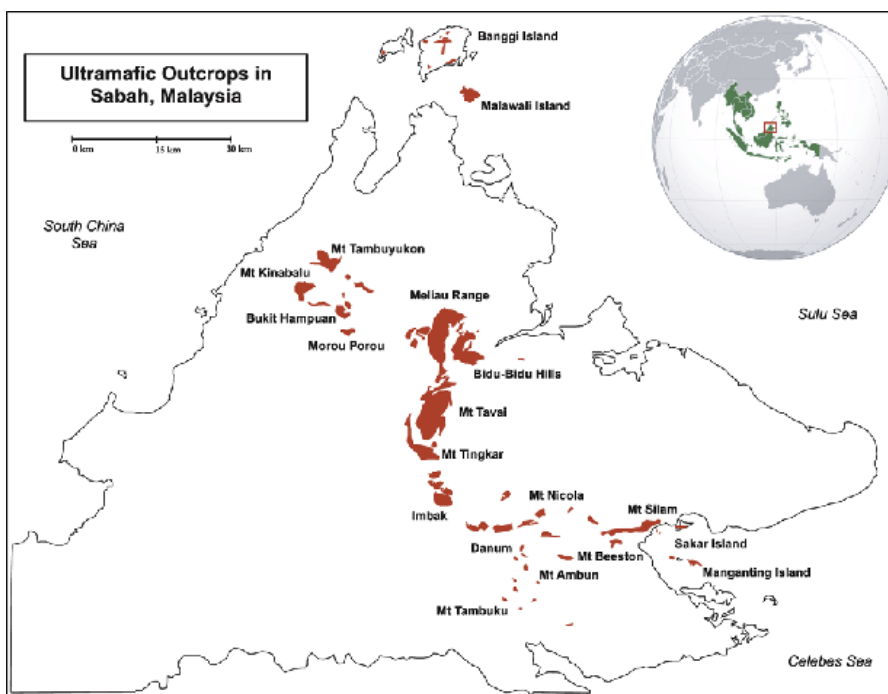 Ultramafic Outcrops in
Sabah, Malaysia
0 km
15 km
30 km
Banggi Island
Malawali Island
South China
Sea
Mt Tambuyukon
Mt Kinabalu
Meliau Range
Bukit Hampuan
Morou Porou
Sulu Sea
Bidu-Bidu Hills
Mt Tavai
Mt Tingkar
Mt Nicola
Imbak
Mt Silam
Danum
Mt Beeston
Sakar Island
Mt Ambun
Manganting Island
Mt Tambuku
Celebes Sea